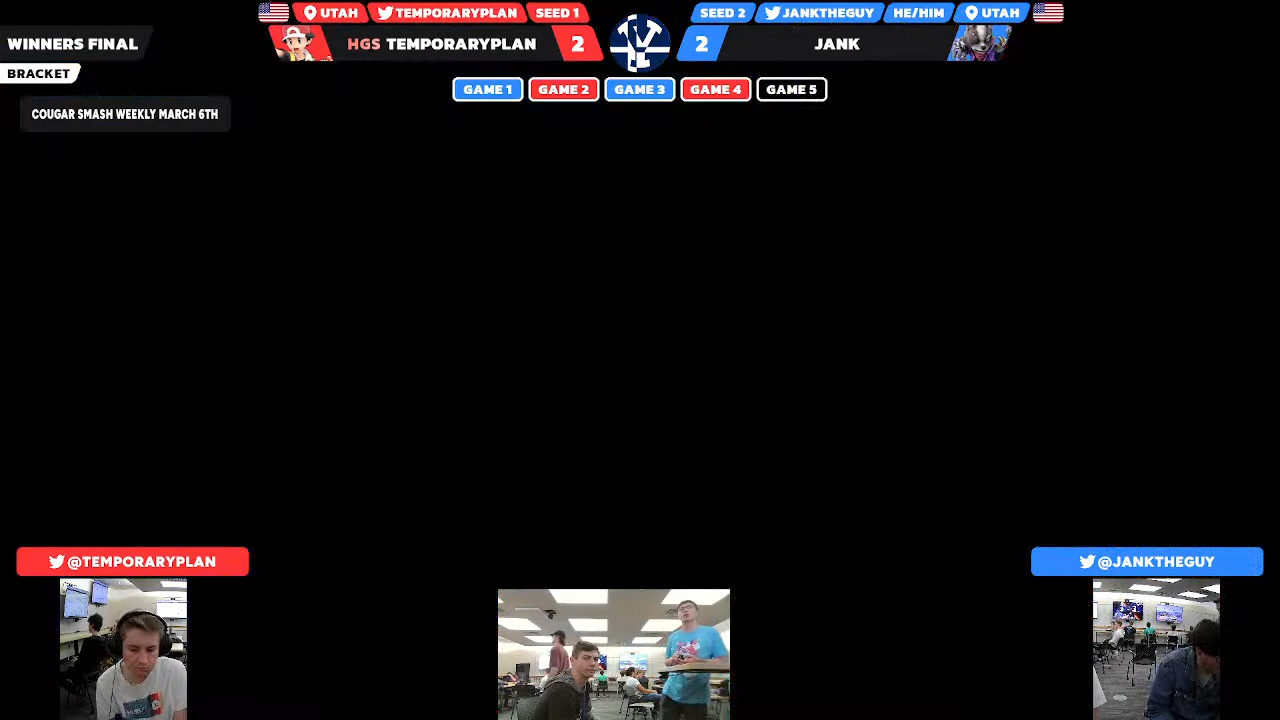 UTAH
TEMPORARYPLAN
SEED 1
SEED 2
JANKTHEGUY
HE/HIM
UTAH
WINNERS FINAL
HGS TEMPORARYPLAN
2
2
JANK
BRACKET
GAME 1
GAME 2
GAME 3
GAME 4
GAME 5
COUGAR SMASH WEEKLY MARCH 6TH
@TEMPORARYPLAN
@JANKTHEGUY